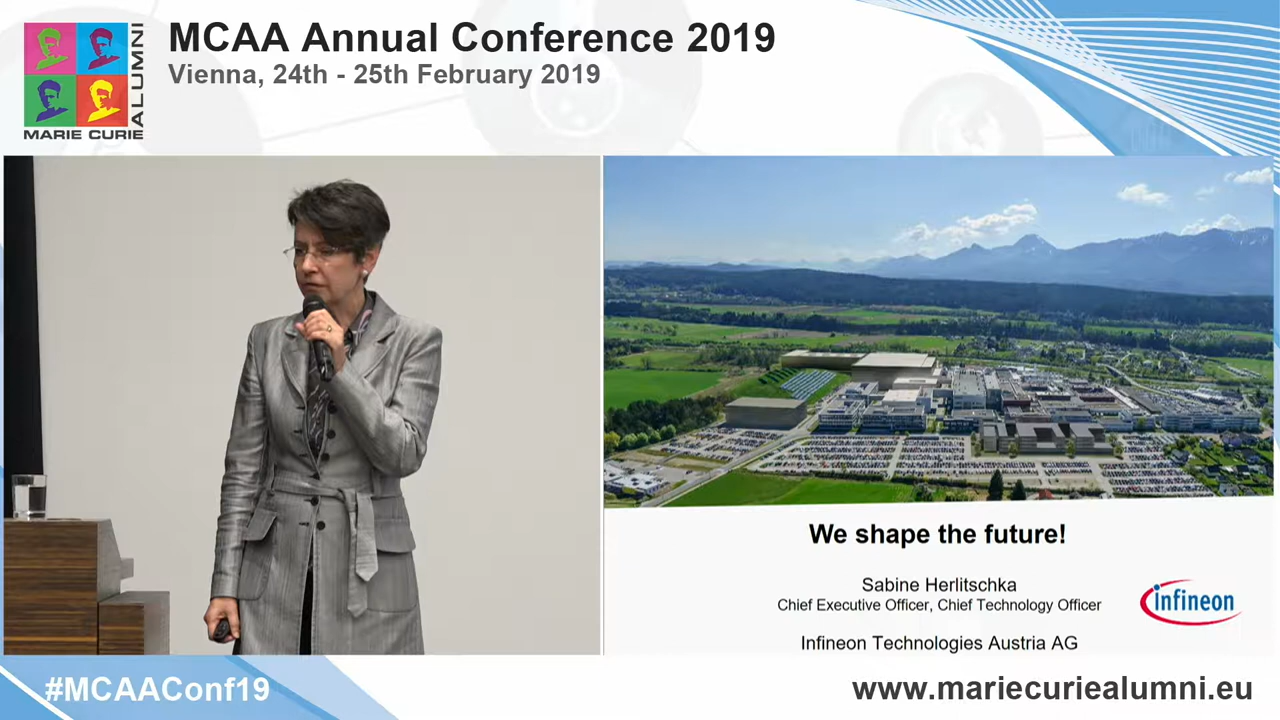 MCAA Annual Conference 2019
Vienna, 24th - 25th February 2019
MARIE CURIE
ALUMNI
We shape the future!
Sabine Herlitschka
Chief Executive Officer, Chief Technology Officer
infineon
Infineon Technologies Austria AG
#MCAAConf19
www.mariecuriealumni.eu